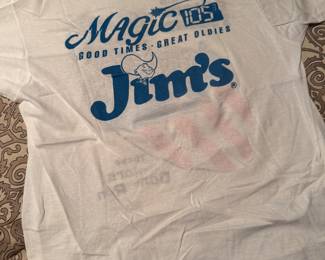 MAGIC 105
GOOD TIMES - GREAT OLDIES
Jim's®